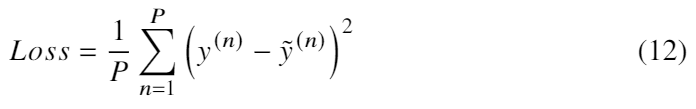 Loss = \frac{1}{P} \sum_{n=1}^{P} \left( y^{(n)} - \tilde{y}^{(n)} \right)^2 (12)